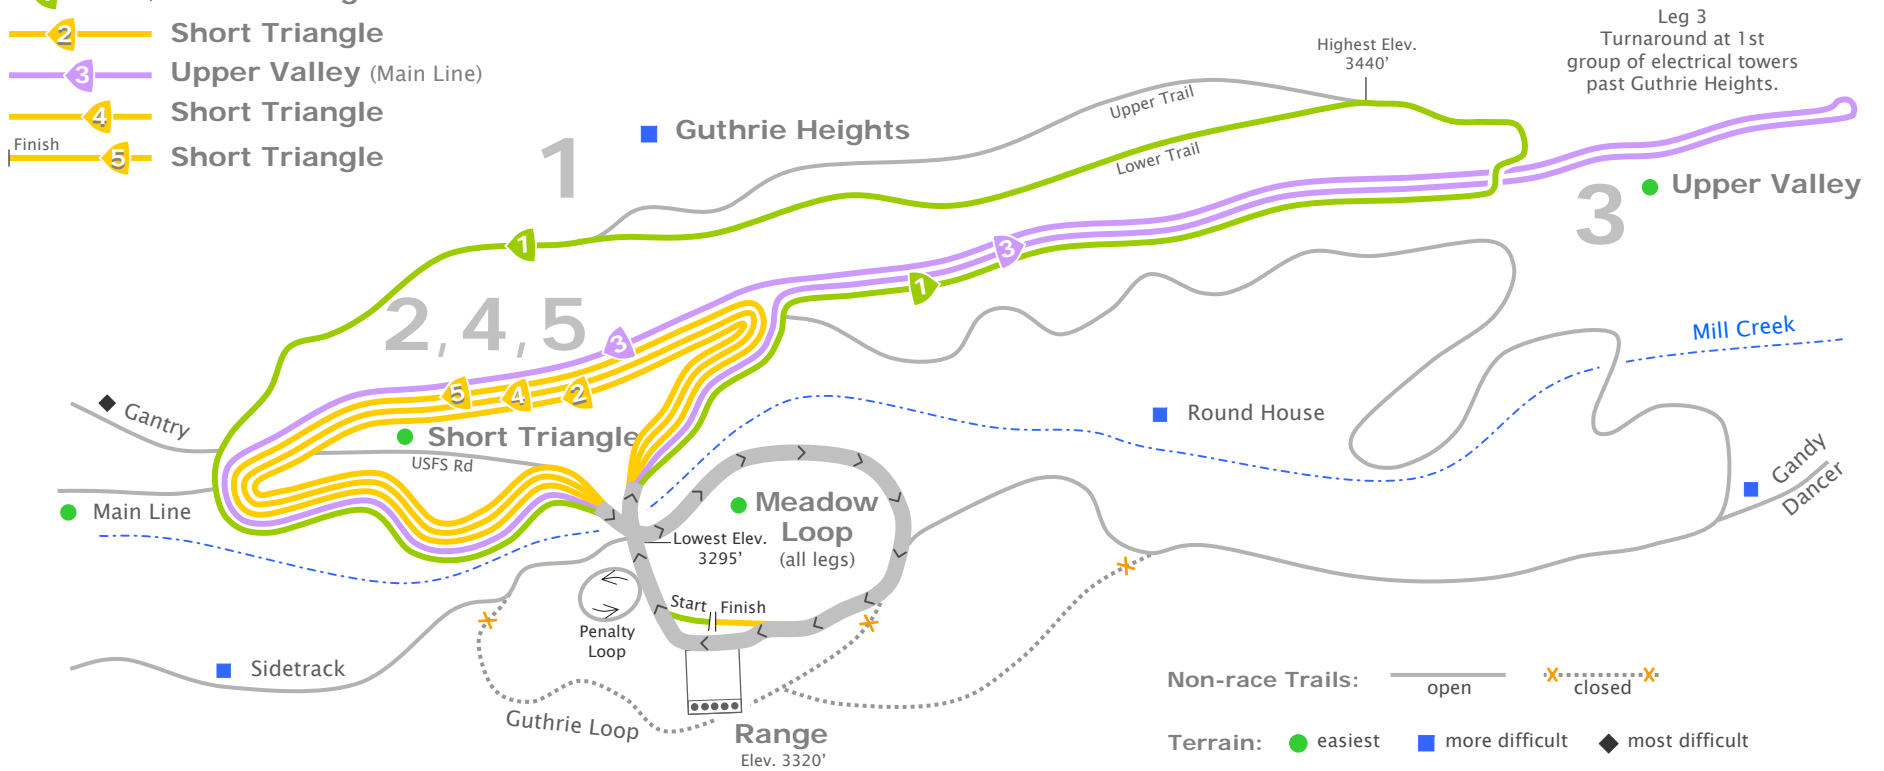 2 Short Triangle
3 Upper Valley (Main Line)
4 Short Triangle
Finish
5 Short Triangle
Leg 3
Turnaround at 1st
group of electrical towers
past Guthrie Heights.
Highest Elev.
3440’
Upper Trail
Lower Trail
Guthrie Heights
1
1
Upper Valley
3
3
1
2, 4, 5
3
5 4 2
Mill Creek
Gantry
Short Triangle
USFS Rd
Round House
Gandy
Dancer
Main Line
Meadow
Loop
(all legs)
Lowest Elev.
3295’
Start
Finish
Penalty
Loop
Sidetrack
Guthrie Loop
Range
Elev. 3320’
Non-race Trails:
open
closed
Terrain:
easiest
more difficult
most difficult